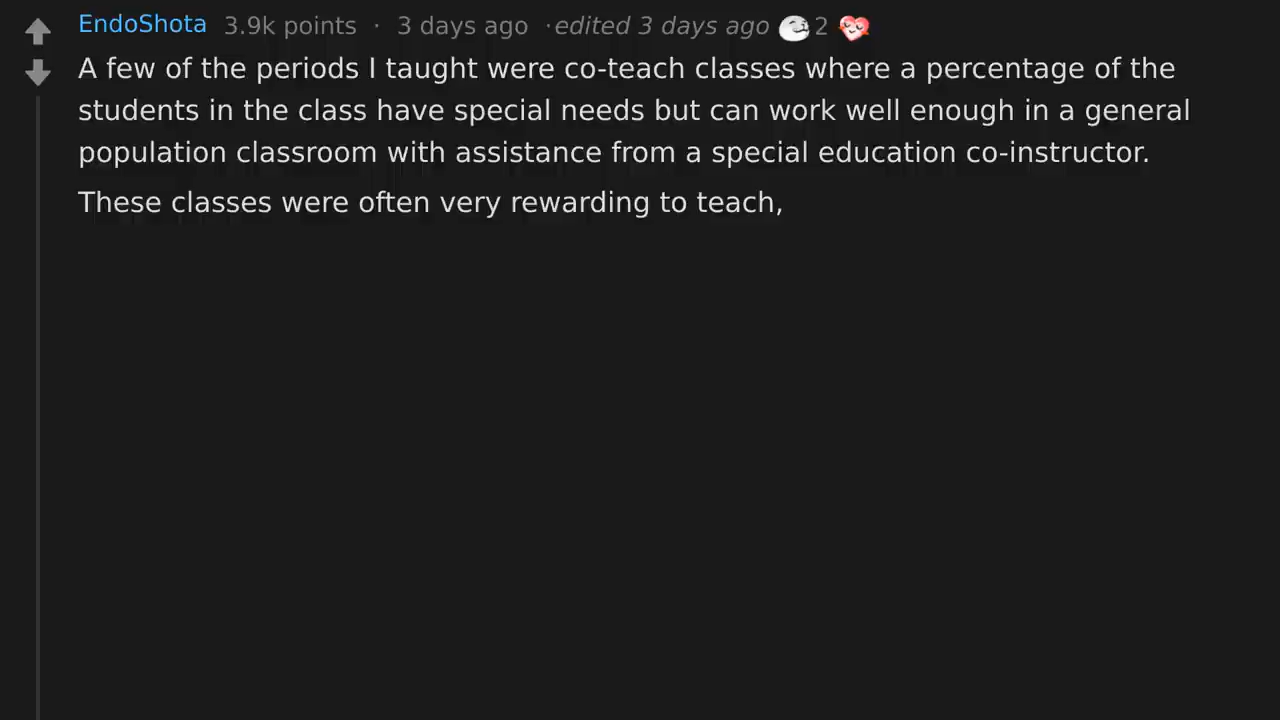 EndoShota 3.9k points · 3 days ago ·edited 3 days ago 2
A few of the periods I taught were co-teach classes where a percentage of the
students in the class have special needs but can work well enough in a general
population classroom with assistance from a special education co-instructor.
These classes were often very rewarding to teach,